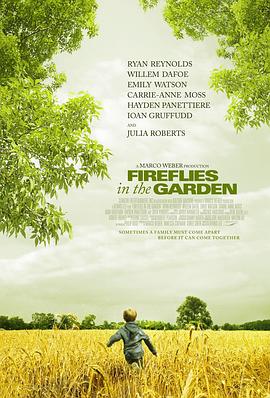 RYAN REYNOLDS
WILLEM DAFOE
EMILY WATSON
CARRIE-ANNE MOSS
HAYDEN PANETTIERE
IOAN GRUFFUDD
AND
JULIA ROBERTS
A MARCO WEBER PRODUCTION
FIREFLIES
in the GARDEN
SOMETIMES A FAMILY MUST COME APART
BEFORE IT CAN COME TOGETHER